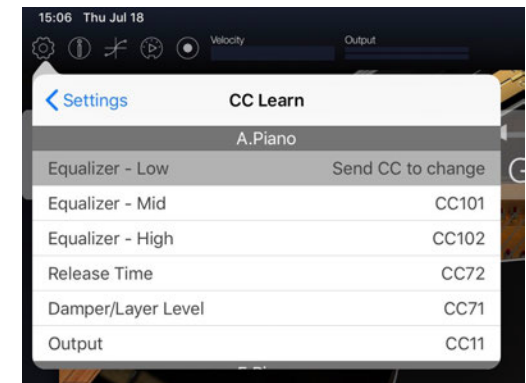 15:06 Thu Jul 18
Velocity
Output
Settings
CC Learn
A.Piano
Equalizer - Low Send CC to change
Equalizer - Mid CC101
Equalizer - High CC102
Release Time CC72
Damper/Layer Level CC71
Output CC11